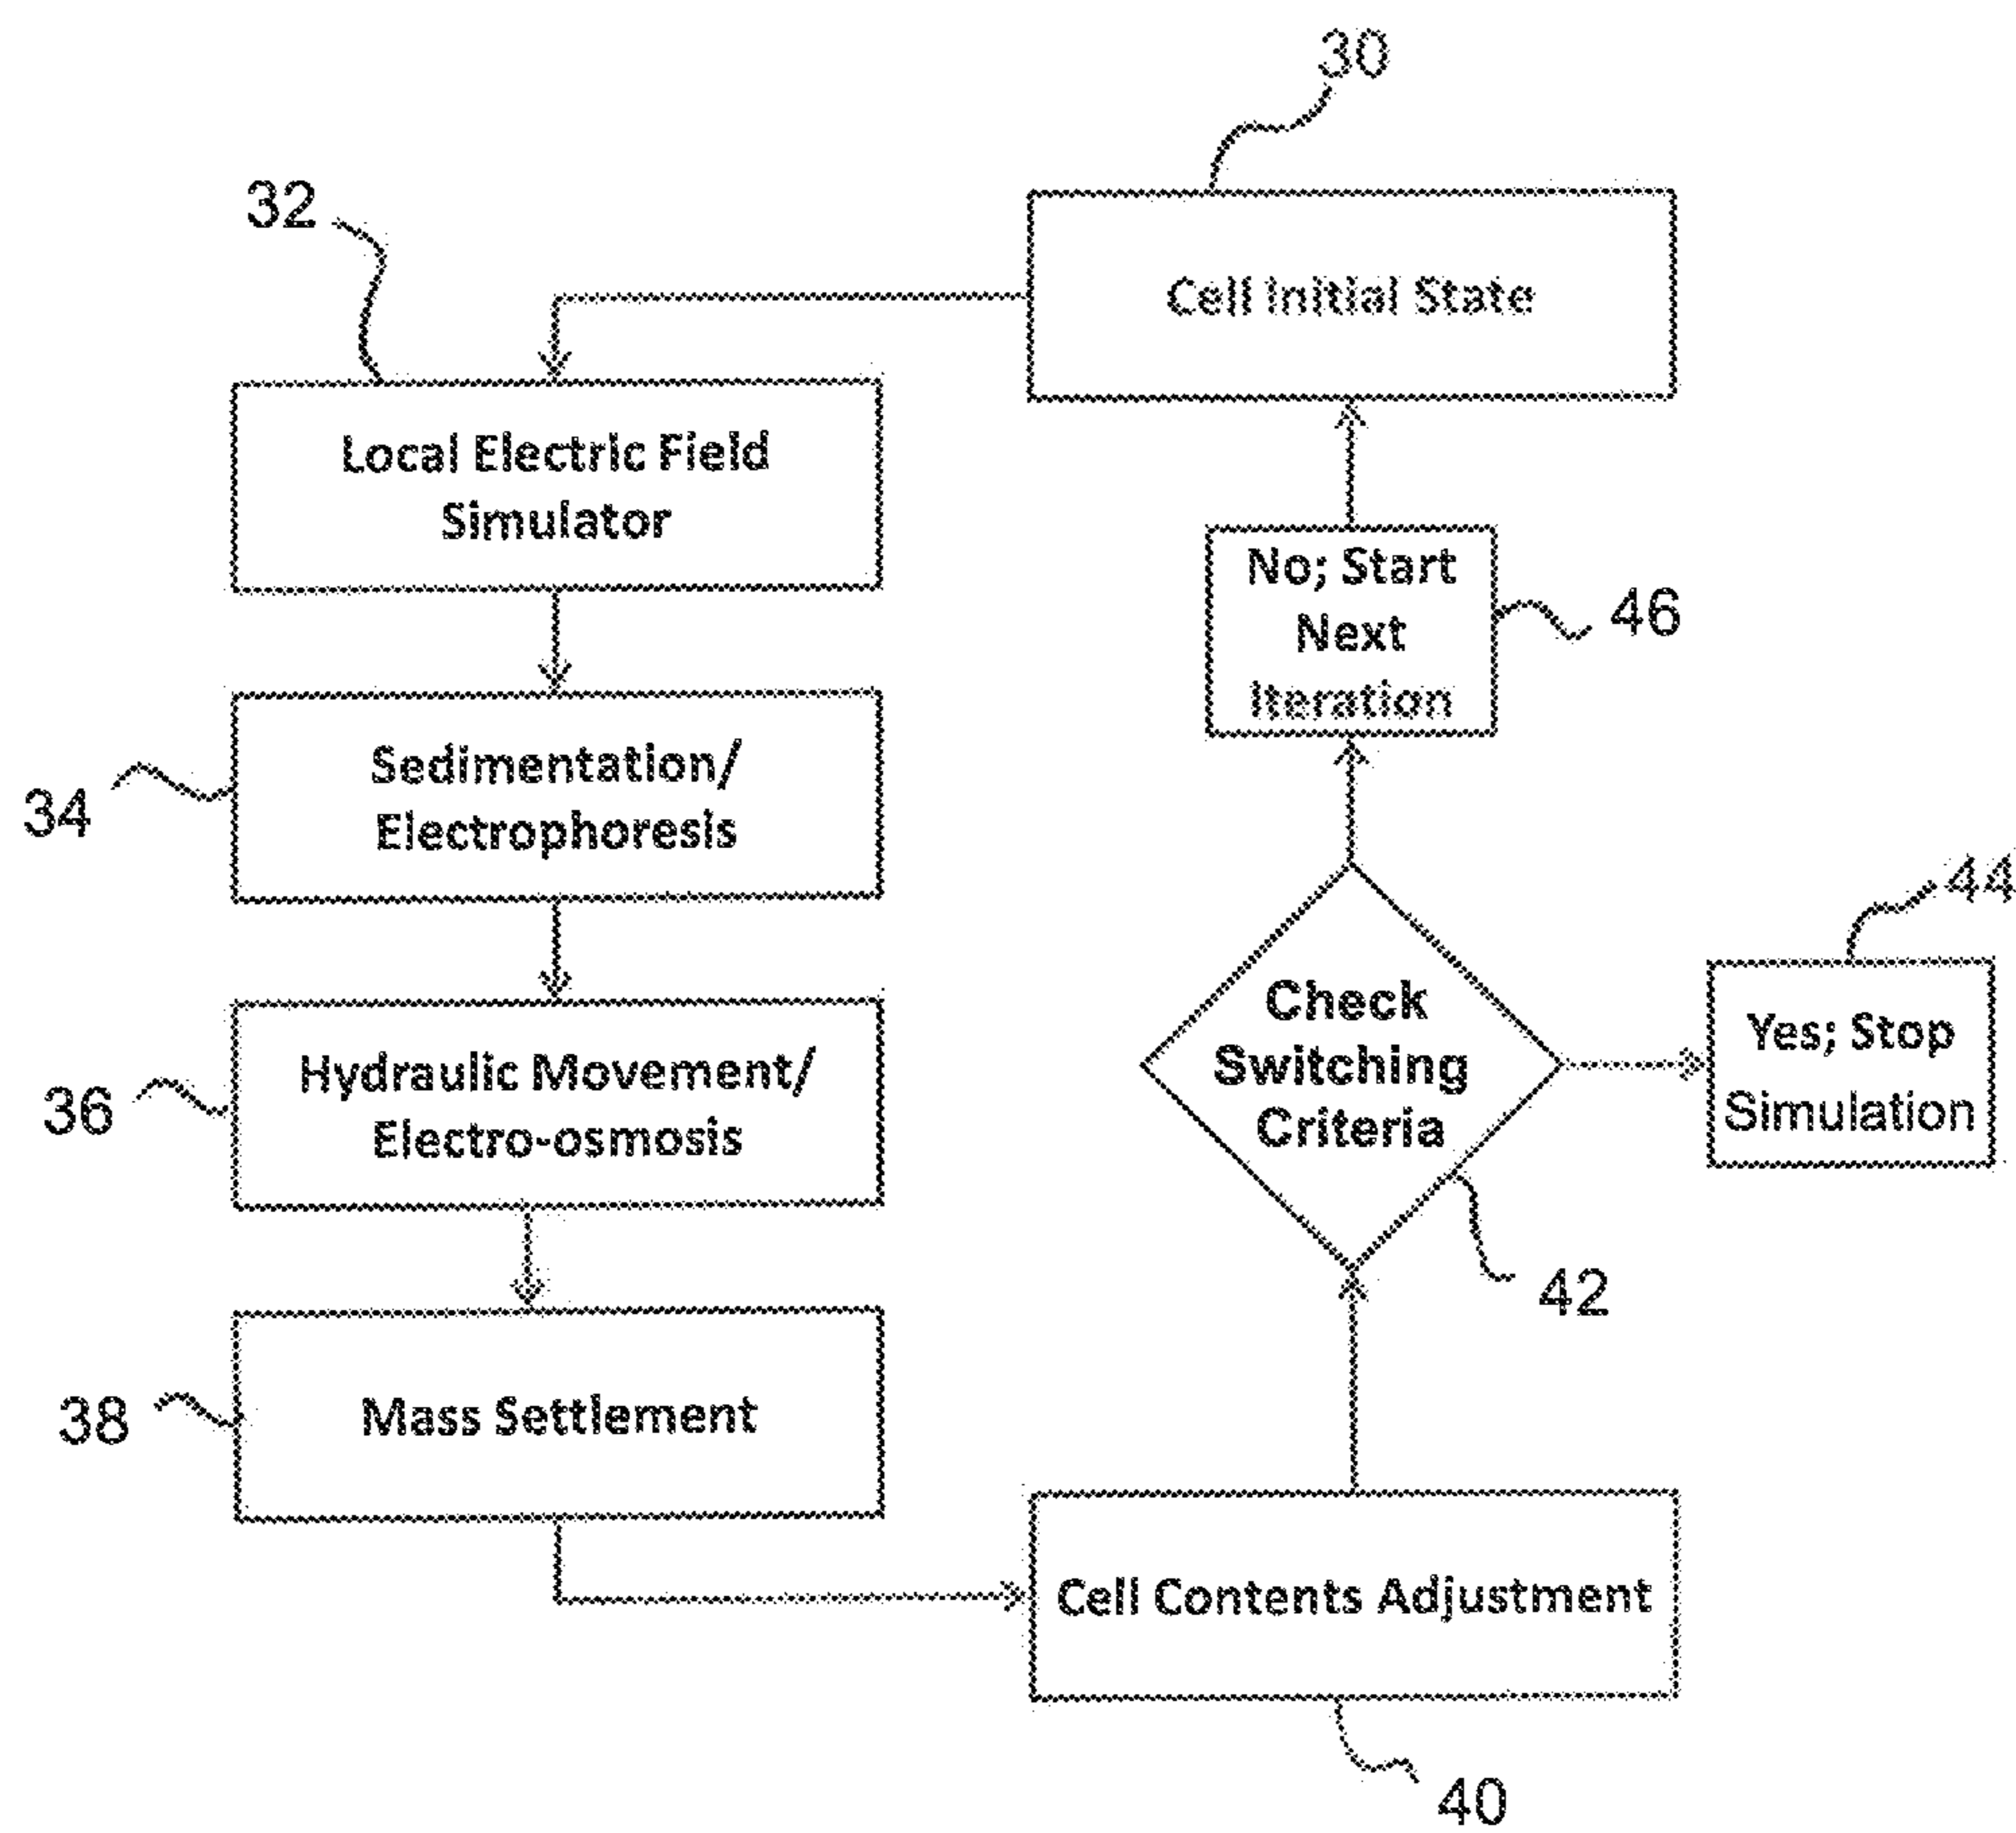 30
Cell Initial State
32
Local Electric Field
Simulator
34
Sedimentation/
Electrophoresis
36
Hydraulic Movement/
Electro-osmosis
38
Mass Settlement
Cell Contents Adjustment
40
Check
Switching
Criteria
42
Yes; Stop
Simulation
44
No; Start
Next
Iteration
46